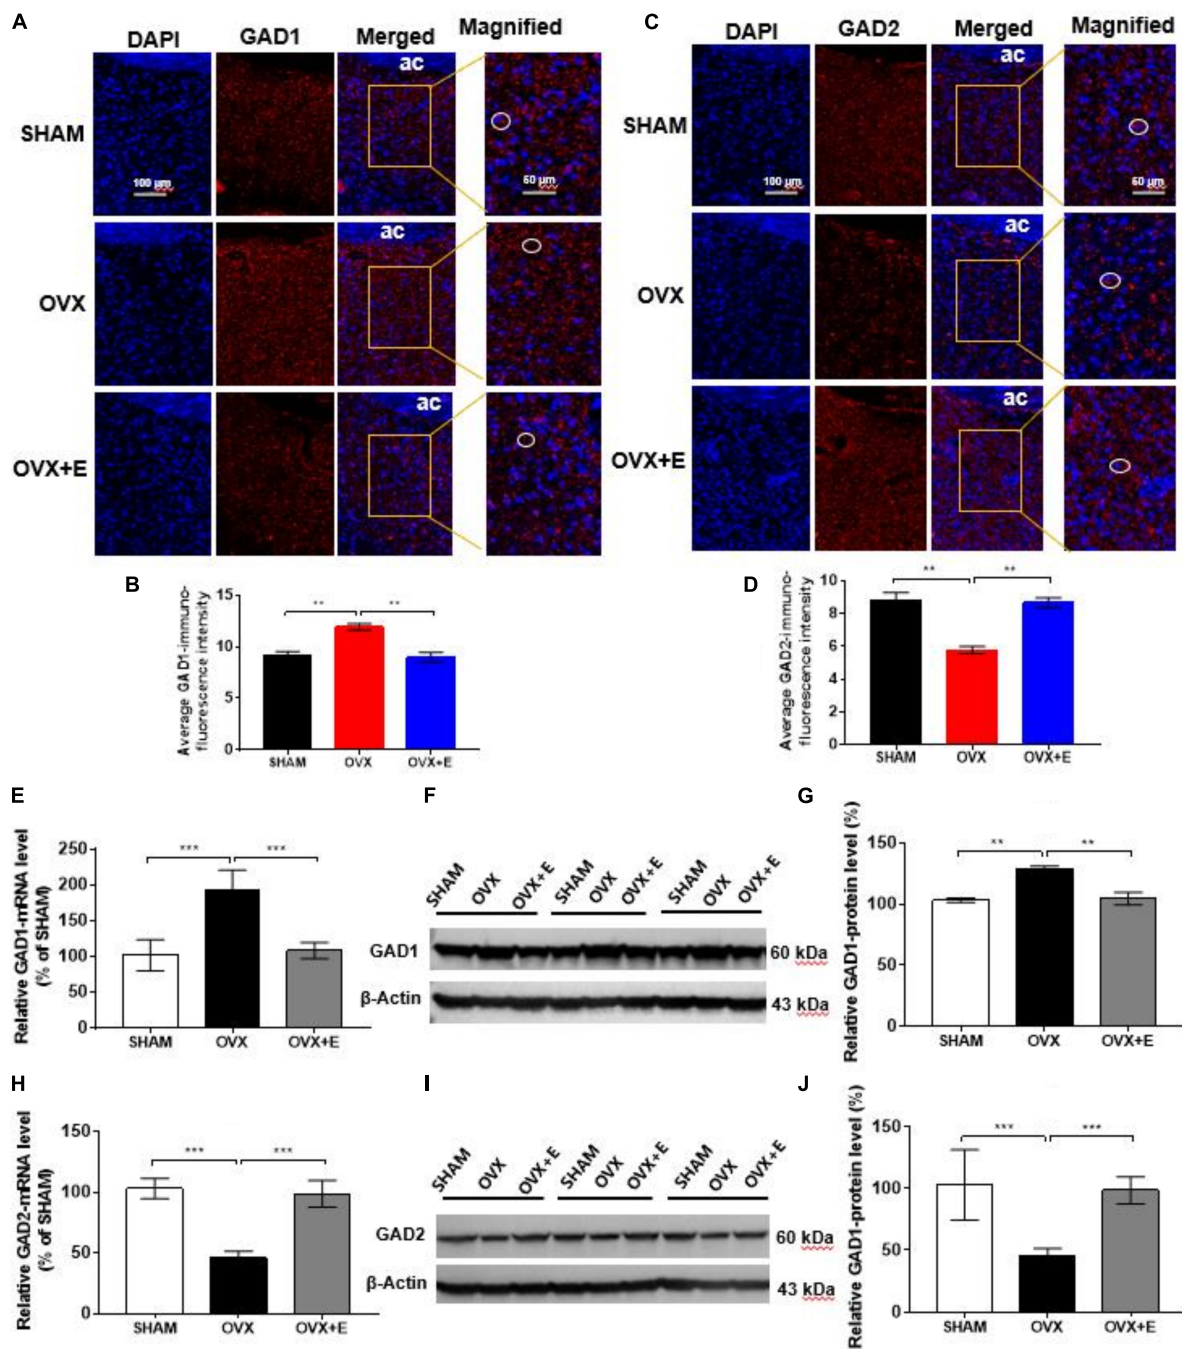 A
C
DAPI GAD1 Merged Magnified
DAPI GAD2 Merged Magnified
SHAM
ac
100 µm
50 µm
SHAM
ac
100 µm
50 µm
OVX
ac
OVX
ac
OVX+E
ac
OVX+E
ac
B
Average GAD1-immuno-
fluorescence intensity
15
10
5
0
** **
SHAM OVX OVX+E
D
Average GAD2-immuno-
fluorescence intensity
10
8
6
4
2
0
** **
SHAM OVX OVX+E
E
Relative GAD1-mRNA level
(% of SHAM)
250
200
150
100
50
0
*** ***
SHAM OVX OVX+E
F
SHAM OVX OVX+E SHAM OVX OVX+E SHAM OVX OVX+E
GAD1 60 kDa
β-Actin 43 kDa
G
Relative GAD1-protein level (%)
150
100
50
0
** **
SHAM OVX OVX+E
H
Relative GAD2-mRNA level
(% of SHAM)
150
100
50
0
*** ***
SHAM OVX OVX+E
I
SHAM OVX OVX+E SHAM OVX OVX+E SHAM OVX OVX+E
GAD2 60 kDa
β-Actin 43 kDa
J
Relative GAD1-protein level (%)
150
100
50
0
*** ***
SHAM OVX OVX+E